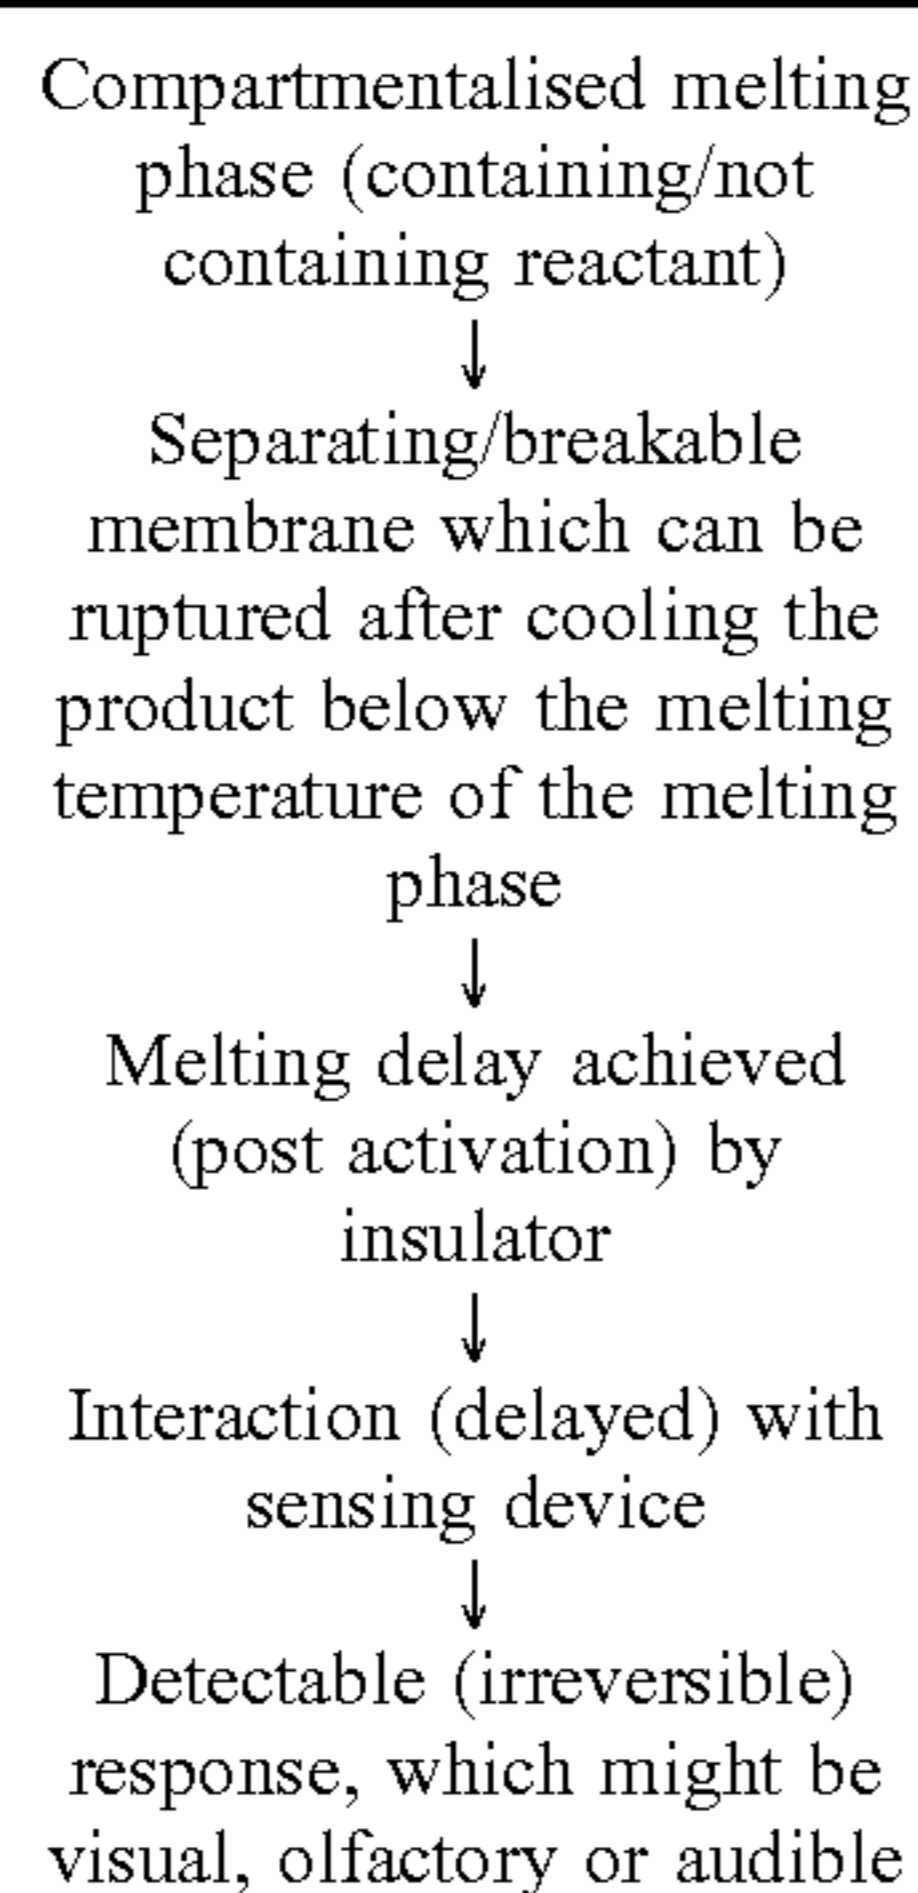 Compartmentalised melting
phase (containing/not
containing reactant)
↓
Separating/breakable
membrane which can be
ruptured after cooling the
product below the melting
temperature of the melting
phase
↓
Melting delay achieved
(post activation) by
insulator
↓
Interaction (delayed) with
sensing device
↓
Detectable (irreversible)
response, which might be
visual, olfactory or audible